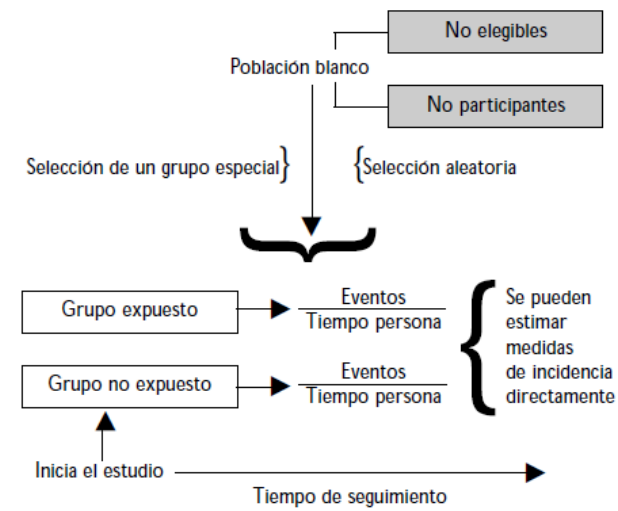 No elegibles
Población blanco
No participantes
Selección de un grupo especal}
{Selección aleatoria
Grupo expuesto
Eventos
Tiempo persona
Grupo no expuesto
Eventos
Tiempo persona
Se pueden
estimar
medidas
de incidencia
directamente
Inicia el estudio
Tiempo de seguimiento